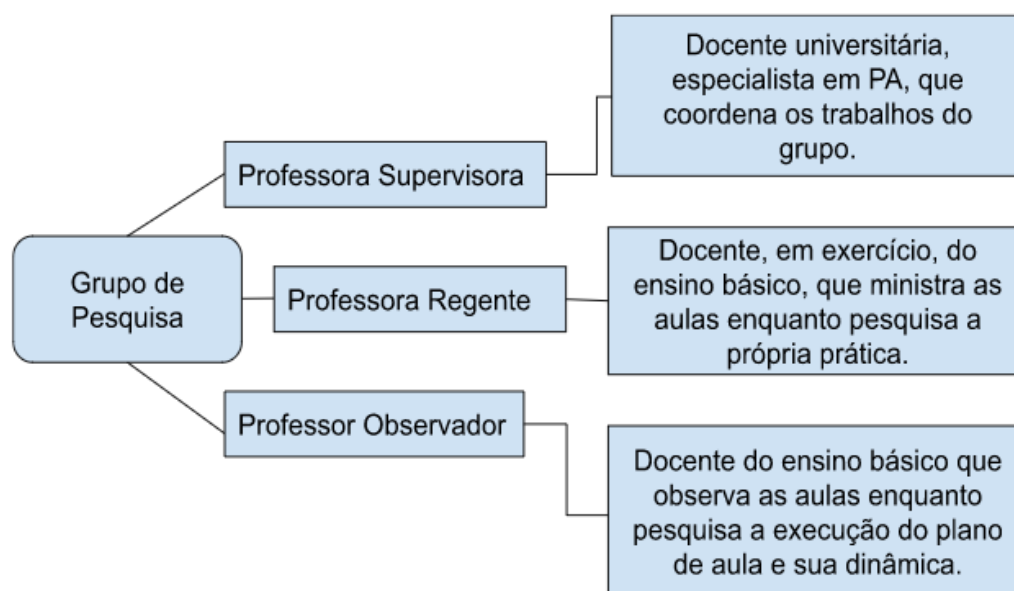 Grupo de
Pesquisa
Professora Supervisora
Docente universitária,
especialista em PA, que
coordena os trabalhos do
grupo.
Professora Regente
Docente, em exercício, do
ensino básico, que ministra as
aulas enquanto pesquisa a
própria prática.
Professor Observador
Docente do ensino básico que
observa as aulas enquanto
pesquisa a execução do plano
de aula e sua dinâmica.